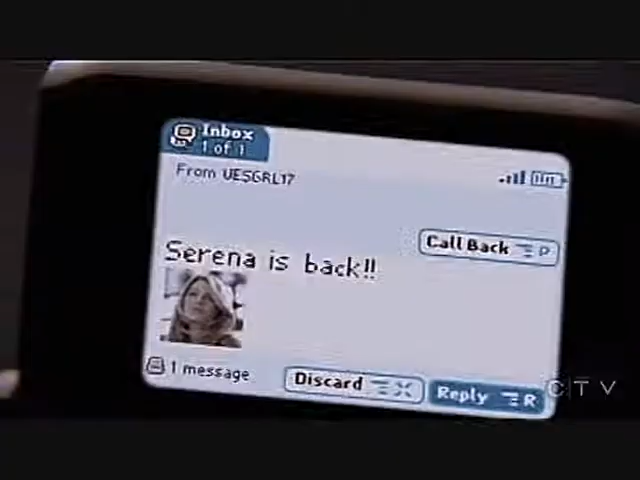 Inbox
1 of 1
From UESGRL17
Call Back P
Serena is back!!
1 message
Discard
Reply R
CTV